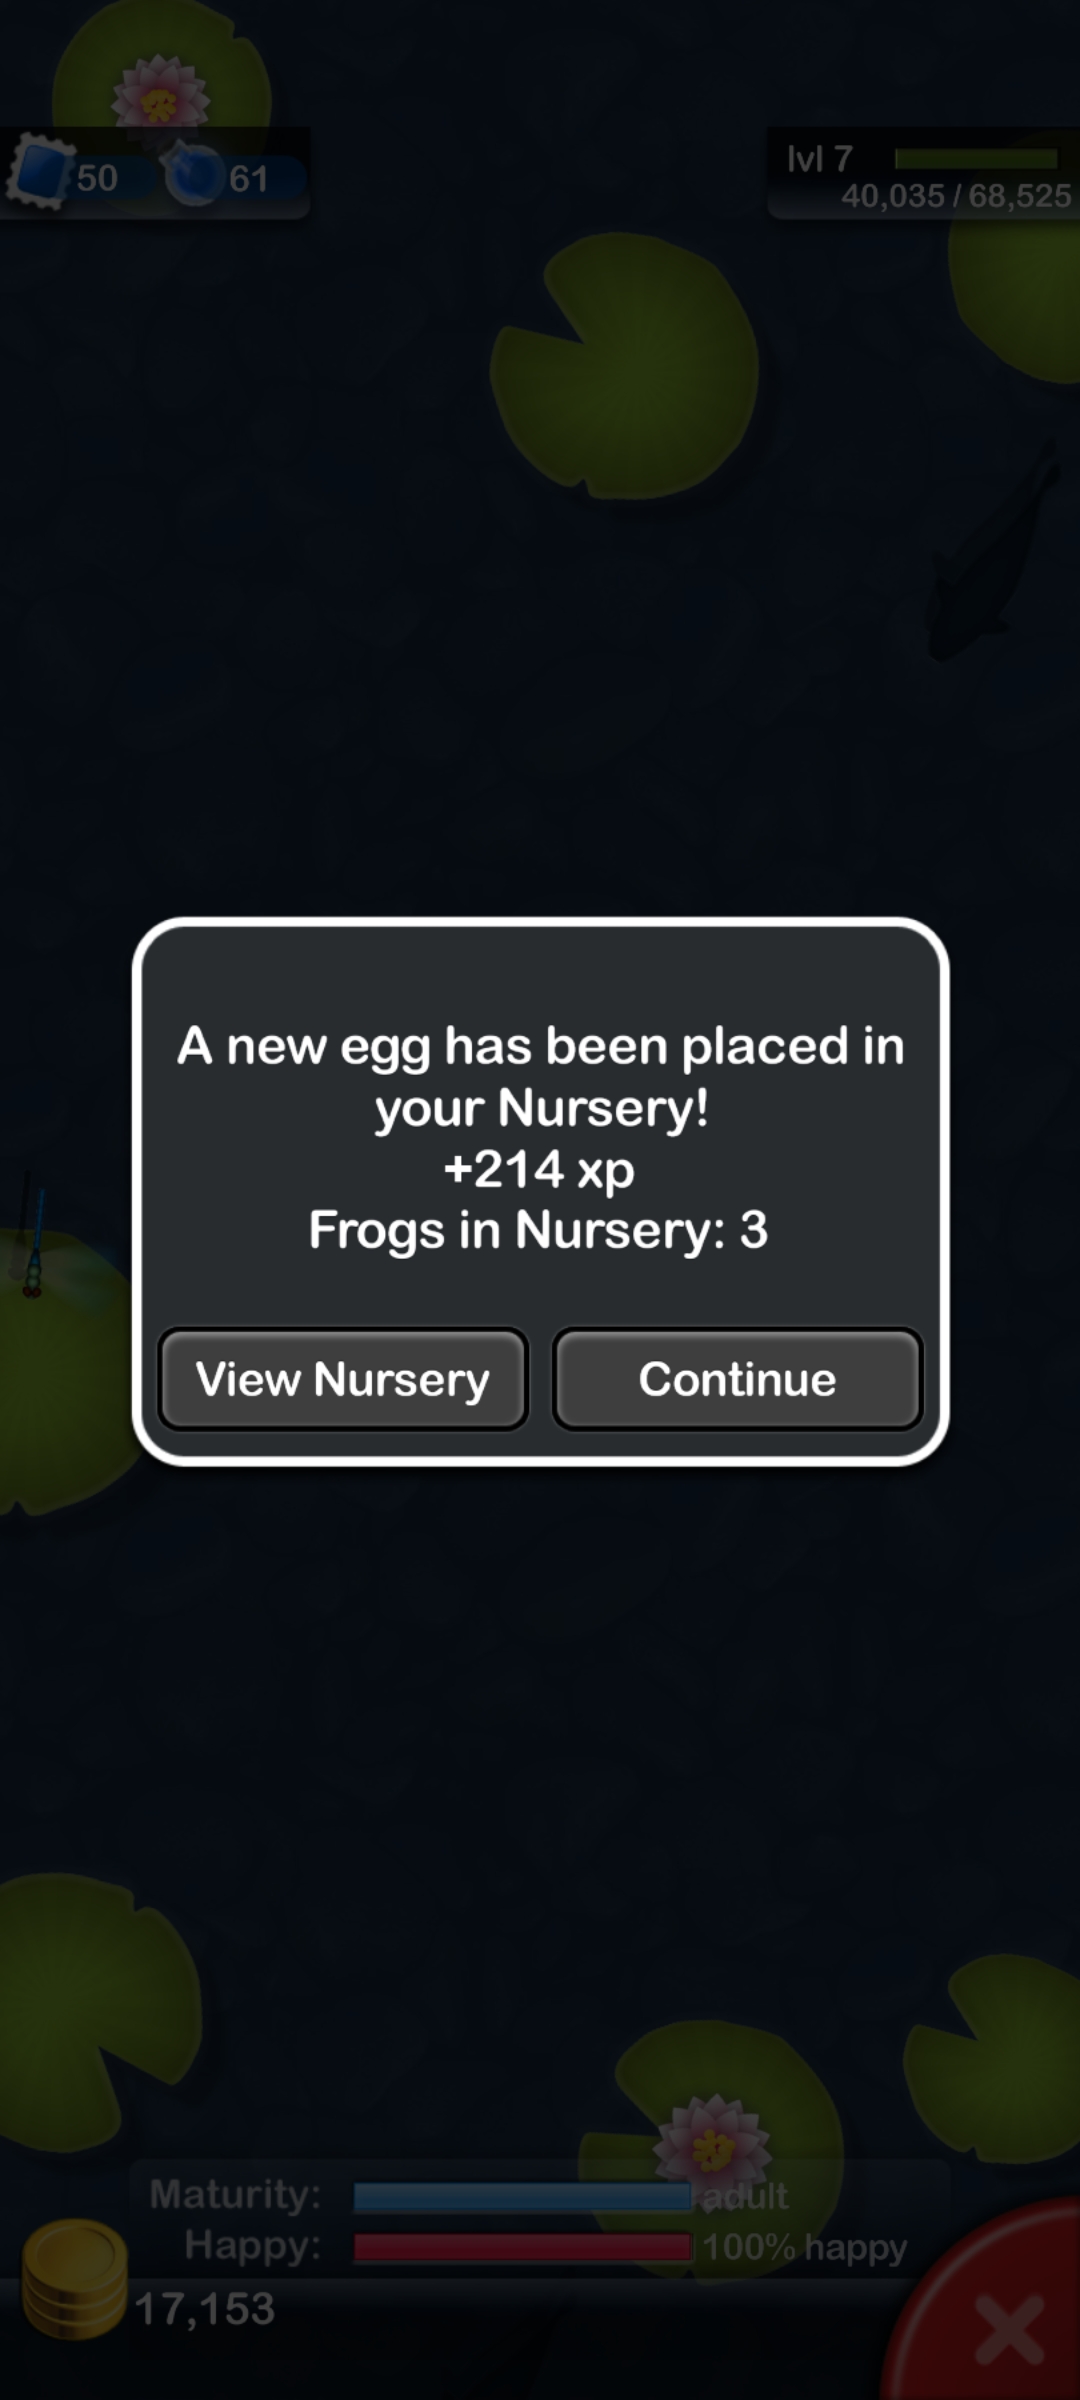 50 61
lvl 7
40,035 / 68,525
A new egg has been placed in
your Nursery!
+214 xp
Frogs in Nursery: 3
View Nursery Continue
Maturity: adult
Happy: 100% happy
17,153